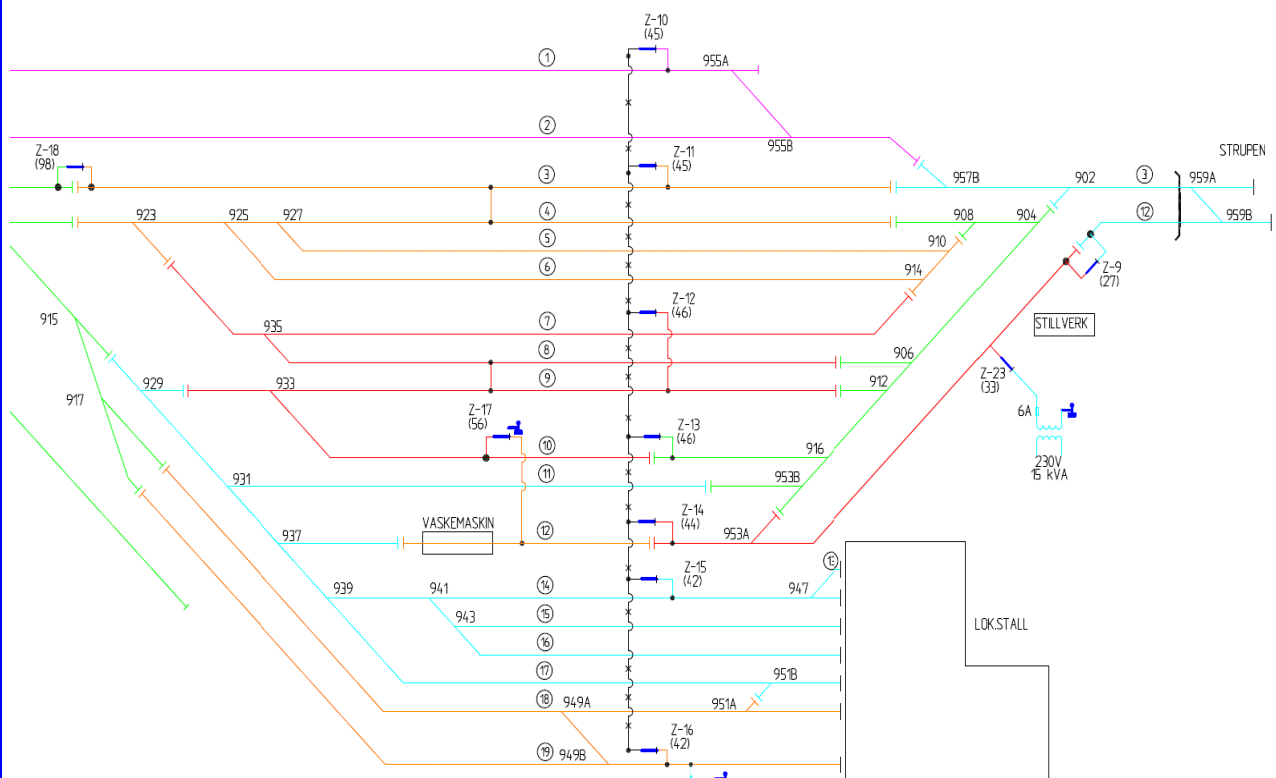 Z-10
(45)
① 955A
② 955B
Z-18
(98)
Z-11
(45)
STRUPEN
③ 957B 902 ③ 959A
923 925 927 ④ 908 904 ⑫ 959B
⑤ 910
⑥ 914
Z-9
(27)
Z-12
(46)
915 935 ⑦
STILLVERK
⑧ 906
929 933 ⑨ 912
Z-23
(33)
917
Z-17
(56)
6A
Z-13
(46)
⑩ 916
230V
15 kVA
931 ⑪ 953B
Z-14
(44)
VASKEMASKIN
937 ⑫ 953A
Z-15
(42)
⑬
939 941 ⑭ 947
943 ⑮
LOK.STALL
⑯
⑰ 951B
⑱ 949A 951A
Z-16
(42)
⑲ 949B